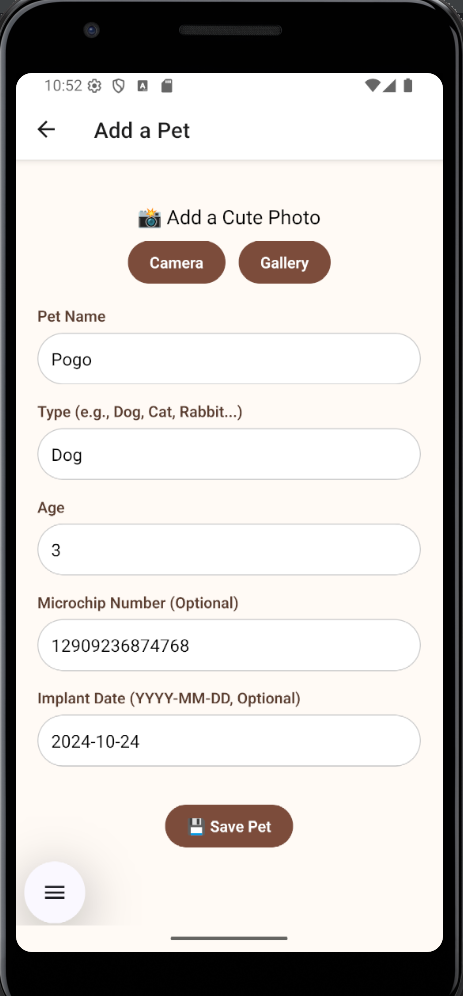 10:52
Add a Pet
📸 Add a Cute Photo
Camera Gallery
Pet Name
Pogo
Type (e.g., Dog, Cat, Rabbit...)
Dog
Age
3
Microchip Number (Optional)
12909236874768
Implant Date (YYYY-MM-DD, Optional)
2024-10-24
💾 Save Pet